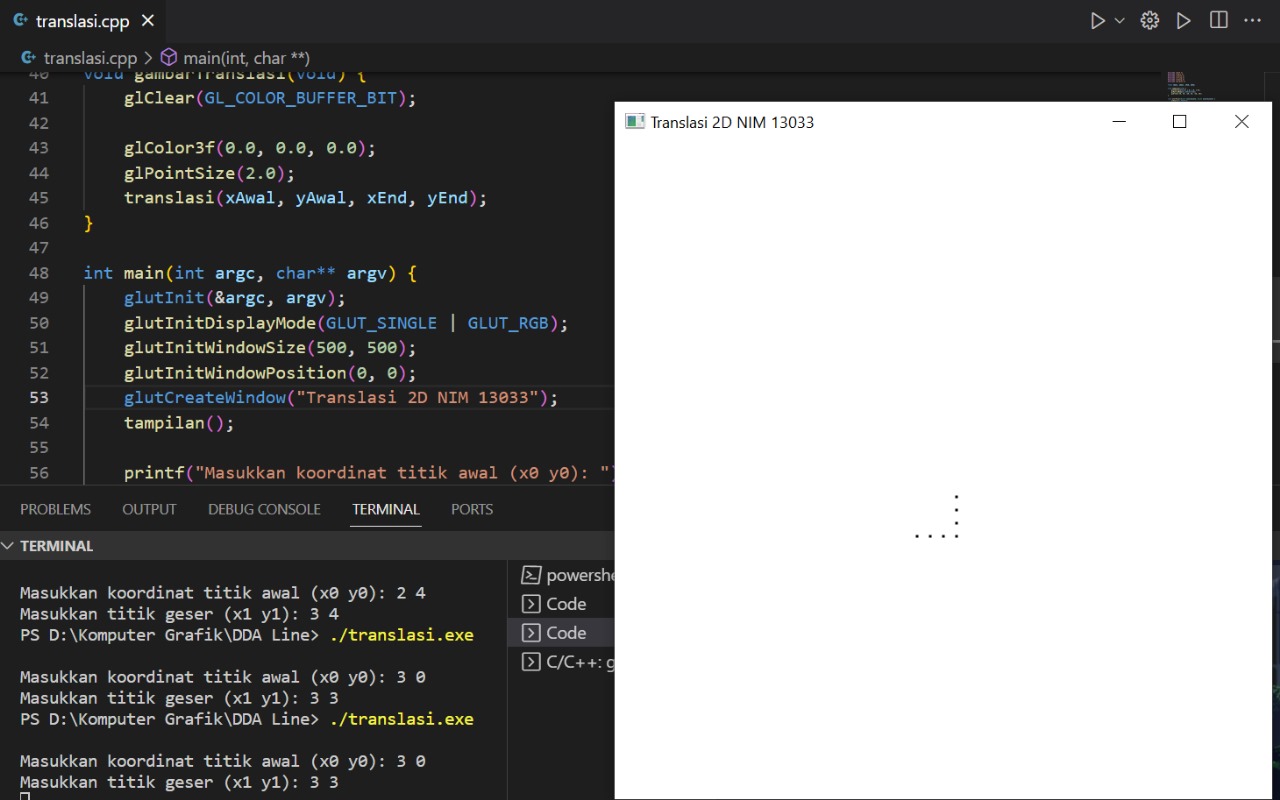 translasi.cpp
translasi.cpp > main(int, char **)
40 void gambarTranslasi(void) {
41 glClear(GL_COLOR_BUFFER_BIT);
42
43 glColor3f(0.0, 0.0, 0.0);
44 glPointSize(2.0);
45 translasi(xAwal, yAwal, xEnd, yEnd);
46 }
47
48 int main(int argc, char** argv) {
49 glutInit(&argc, argv);
50 glutInitDisplayMode(GLUT_SINGLE | GLUT_RGB);
51 glutInitWindowSize(500, 500);
52 glutInitWindowPosition(0, 0);
53 glutCreateWindow("Translasi 2D NIM 13033");
54 tampilan();
55
56 printf("Masukkan koordinat titik awal (x0 y0): ")
Translasi 2D NIM 13033
PROBLEMS OUTPUT DEBUG CONSOLE TERMINAL PORTS
TERMINAL
Masukkan koordinat titik awal (x0 y0): 2 4
Masukkan titik geser (x1 y1): 3 4
PS D:\Komputer Grafik\DDA Line> ./translasi.exe
Masukkan koordinat titik awal (x0 y0): 3 0
Masukkan titik geser (x1 y1): 3 3
PS D:\Komputer Grafik\DDA Line> ./translasi.exe
Masukkan koordinat titik awal (x0 y0): 3 0
Masukkan titik geser (x1 y1): 3 3
powershe
Code
Code
C/C++: g